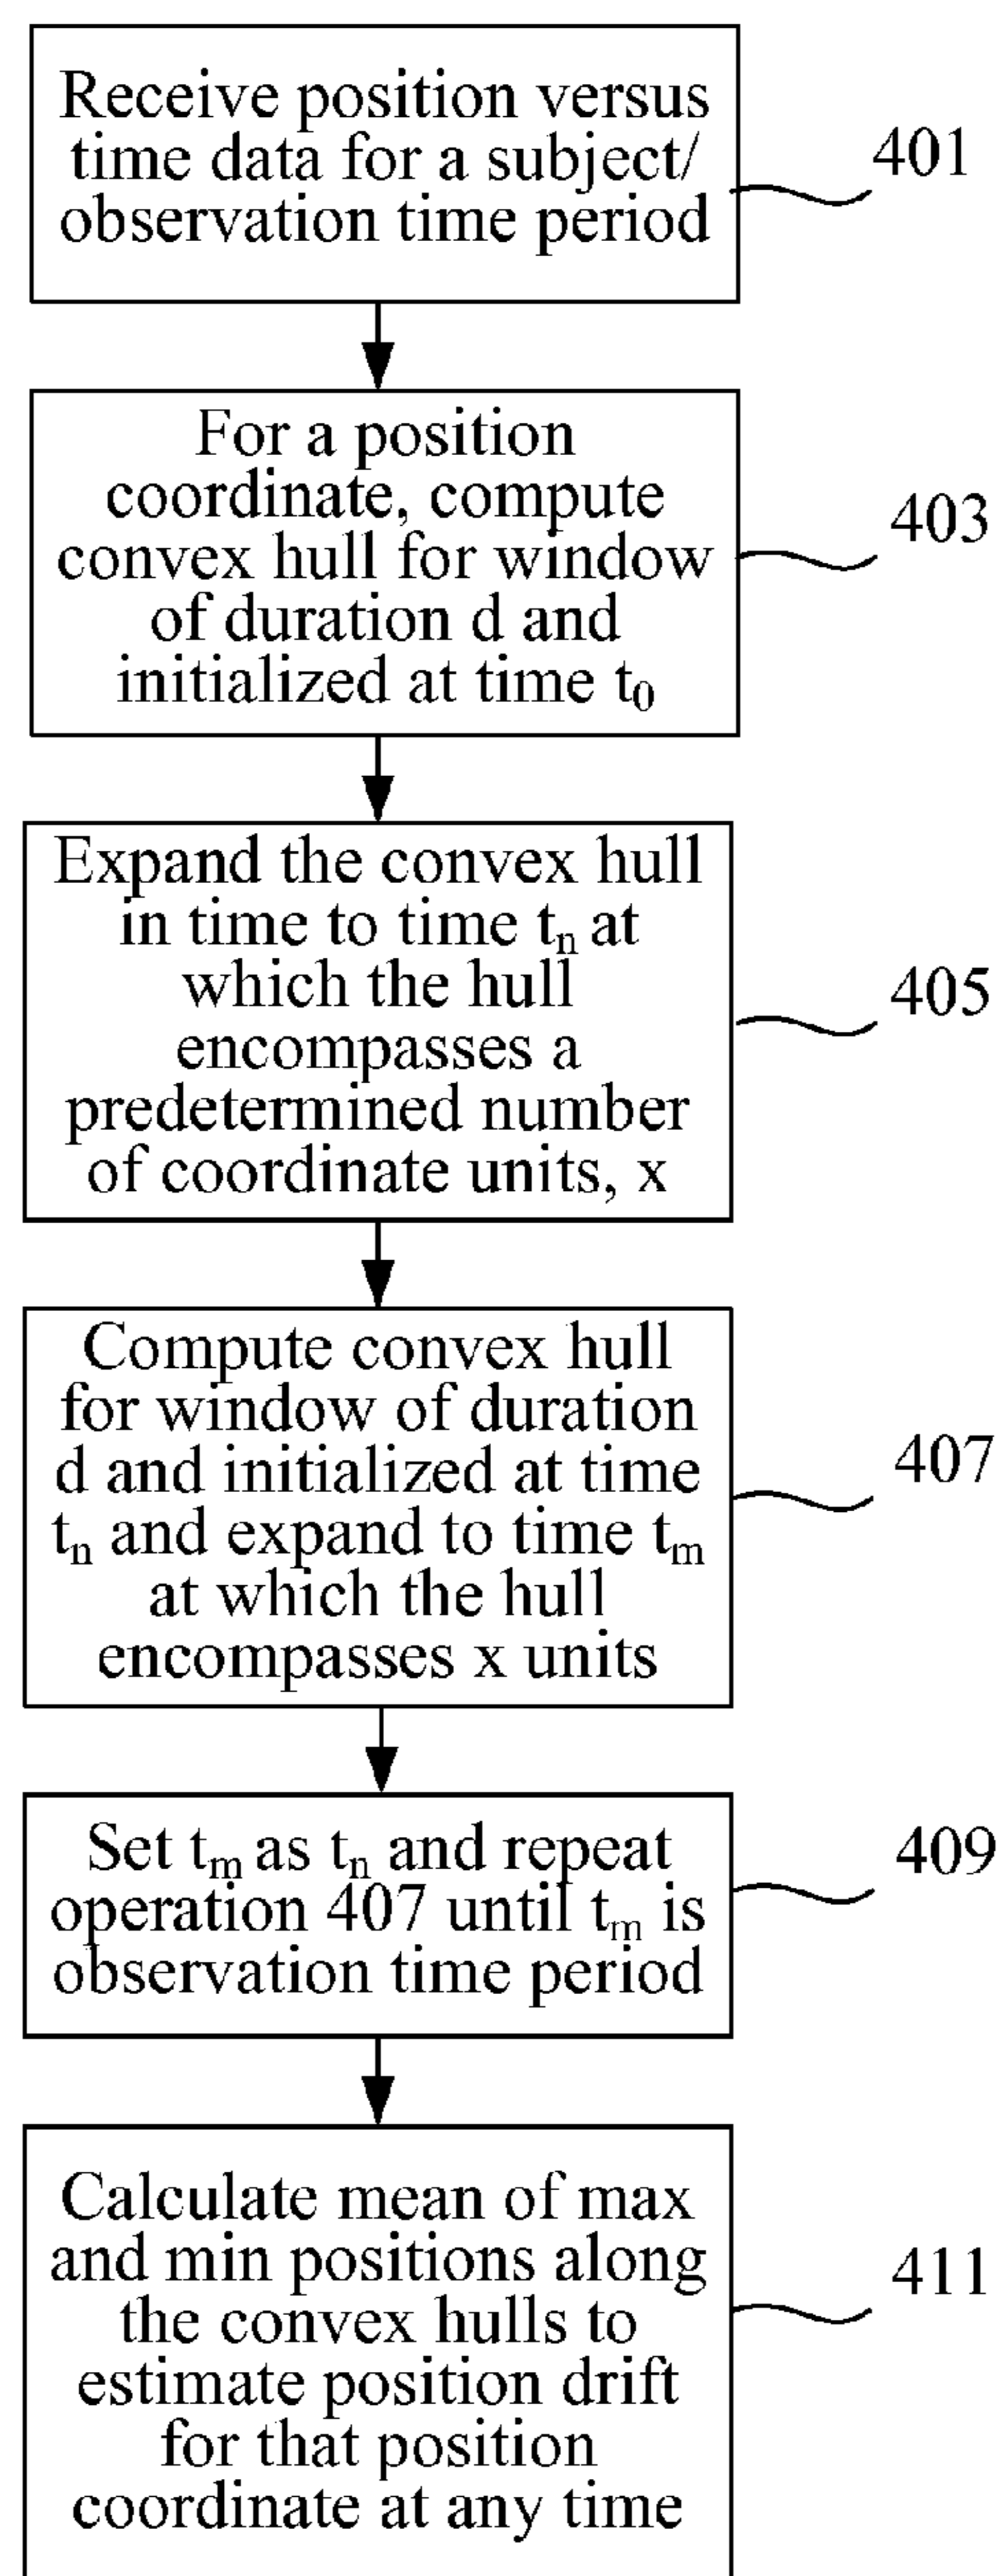 Receive position versus
time data for a subject/
observation time period
401
For a position
coordinate, compute
convex hull for window
of duration d and
initialized at time t₀
403
Expand the convex hull
in time to time tₙ at
which the hull
encompasses a
predetermined number
of coordinate units, x
405
Compute convex hull
for window of duration
d and initialized at time
tₙ and expand to time tₘ
at which the hull
encompasses x units
407
Set tₘ as tₙ and repeat
operation 407 until tₘ is
observation time period
409
Calculate mean of max
and min positions along
the convex hulls to
estimate position drift
for that position
coordinate at any time
411